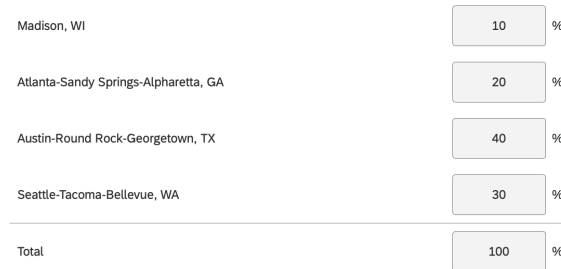 Madison, WI 10 %
Atlanta-Sandy Springs-Alpharetta, GA 20 %
Austin-Round Rock-Georgetown, TX 40 %
Seattle-Tacoma-Bellevue, WA 30 %
Total 100 %